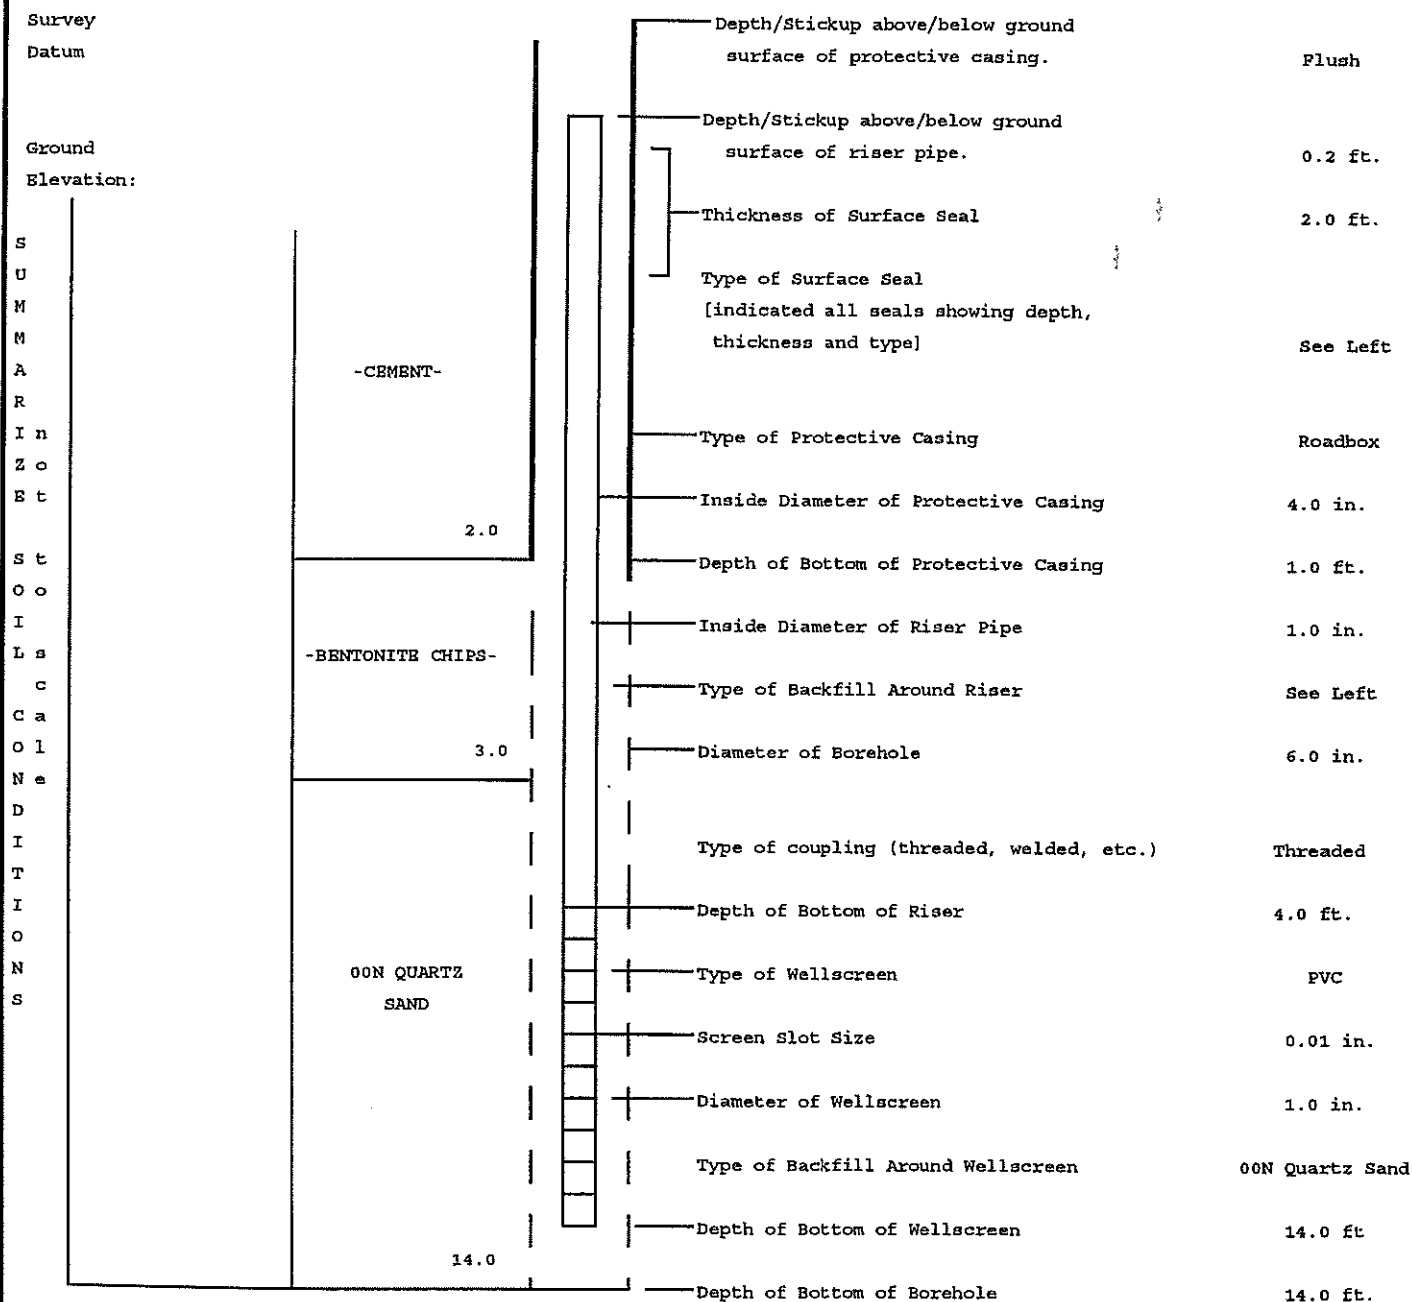 Survey
Datum
Ground
Elevation:
SUMMARIZE SOIL CONDITIONS
not to scale
-CEMENT-
2.0
-BENTONITE CHIPS-
3.0
00N QUARTZ
SAND
14.0
Depth/Stickup above/below ground
surface of protective casing. Flush
Depth/Stickup above/below ground
surface of riser pipe. 0.2 ft.
Thickness of Surface Seal 2.0 ft.
Type of Surface Seal
[indicated all seals showing depth,
thickness and type] See Left
Type of Protective Casing Roadbox
Inside Diameter of Protective Casing 4.0 in.
Depth of Bottom of Protective Casing 1.0 ft.
Inside Diameter of Riser Pipe 1.0 in.
Type of Backfill Around Riser See Left
Diameter of Borehole 6.0 in.
Type of coupling (threaded, welded, etc.) Threaded
Depth of Bottom of Riser 4.0 ft.
Type of Wellscreen PVC
Screen Slot Size 0.01 in.
Diameter of Wellscreen 1.0 in.
Type of Backfill Around Wellscreen 00N Quartz Sand
Depth of Bottom of Wellscreen 14.0 ft
Depth of Bottom of Borehole 14.0 ft.